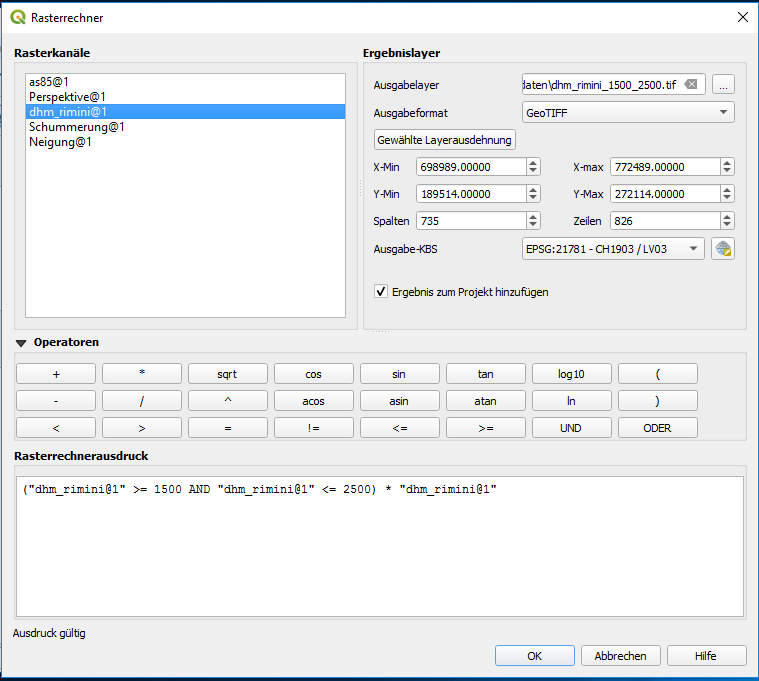 Rasterrechner
Rasterkanäle
as85@1
Perspektive@1
dhm_rimini@1
Schummerung@1
Neigung@1
Ergebnislayer
Ausgabelayer daten\dhm_rimini_1500_2500.tif ...
Ausgabeformat GeoTIFF
Gewählte Layerausdehnung
X-Min 698989.00000 X-max 772489.00000
Y-Min 189514.00000 Y-Max 272114.00000
Spalten 735 Zeilen 826
Ausgabe-KBS EPSG:21781 - CH1903 / LV03
Ergebnis zum Projekt hinzufügen
Operatoren
+ * sqrt cos sin tan log10 (
- / ^ acos asin atan ln )
< > = != <= >= UND ODER
Rasterrechnerausdruck
("dhm_rimini@1" >= 1500 AND "dhm_rimini@1" <= 2500) * "dhm_rimini@1"
Ausdruck gültig
OK Abbrechen Hilfe